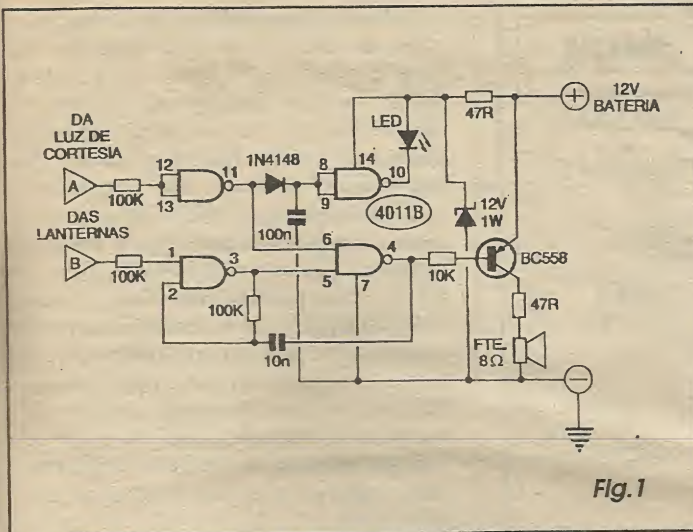 DA
LUZ DE
CORTESIA
A
100K
12
13
11
1N4148
100n
8
9
14
10
LED
4011B
47R
12V
BATERIA
12V
1W
DAS
LANTERNAS
B
100K
1
2
3
100K
10n
6
5
4
7
10K
BC558
47R
FTE.
8Ω
Fig.1